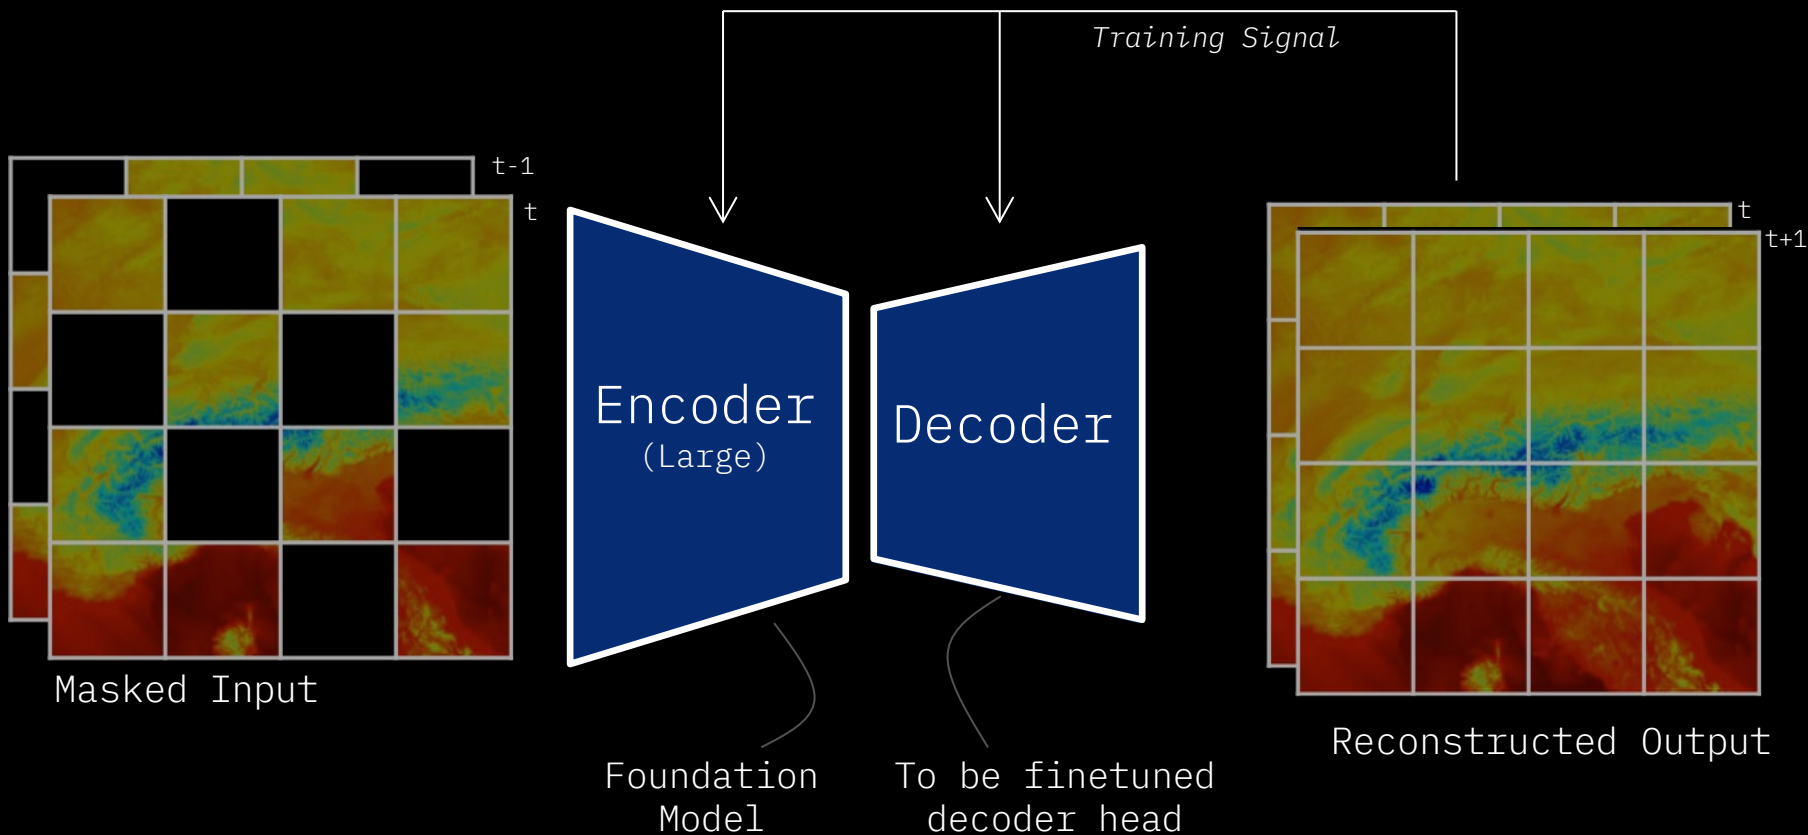 Training Signal
t-1
t
t
t+1
Encoder
(Large)
Decoder
Masked Input
Reconstructed Output
Foundation
Model
To be finetuned
decoder head